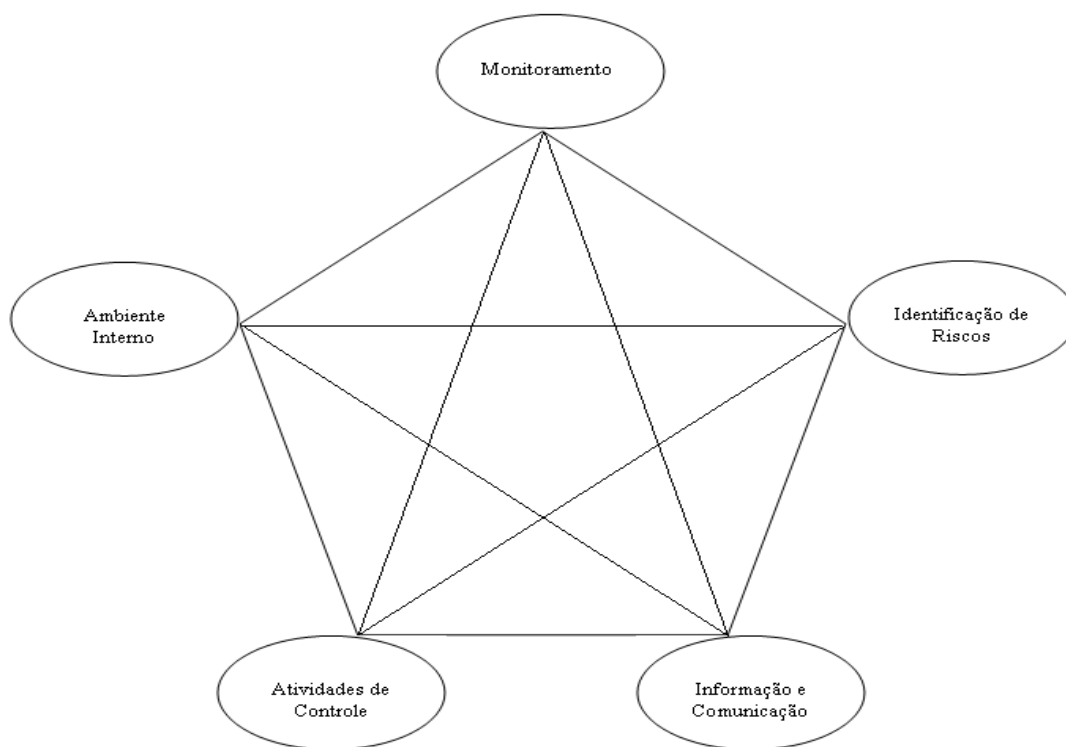 Monitoramento
Ambiente
Interno
Identificação de
Riscos
Atividades de
Controle
Informação e
Comunicação